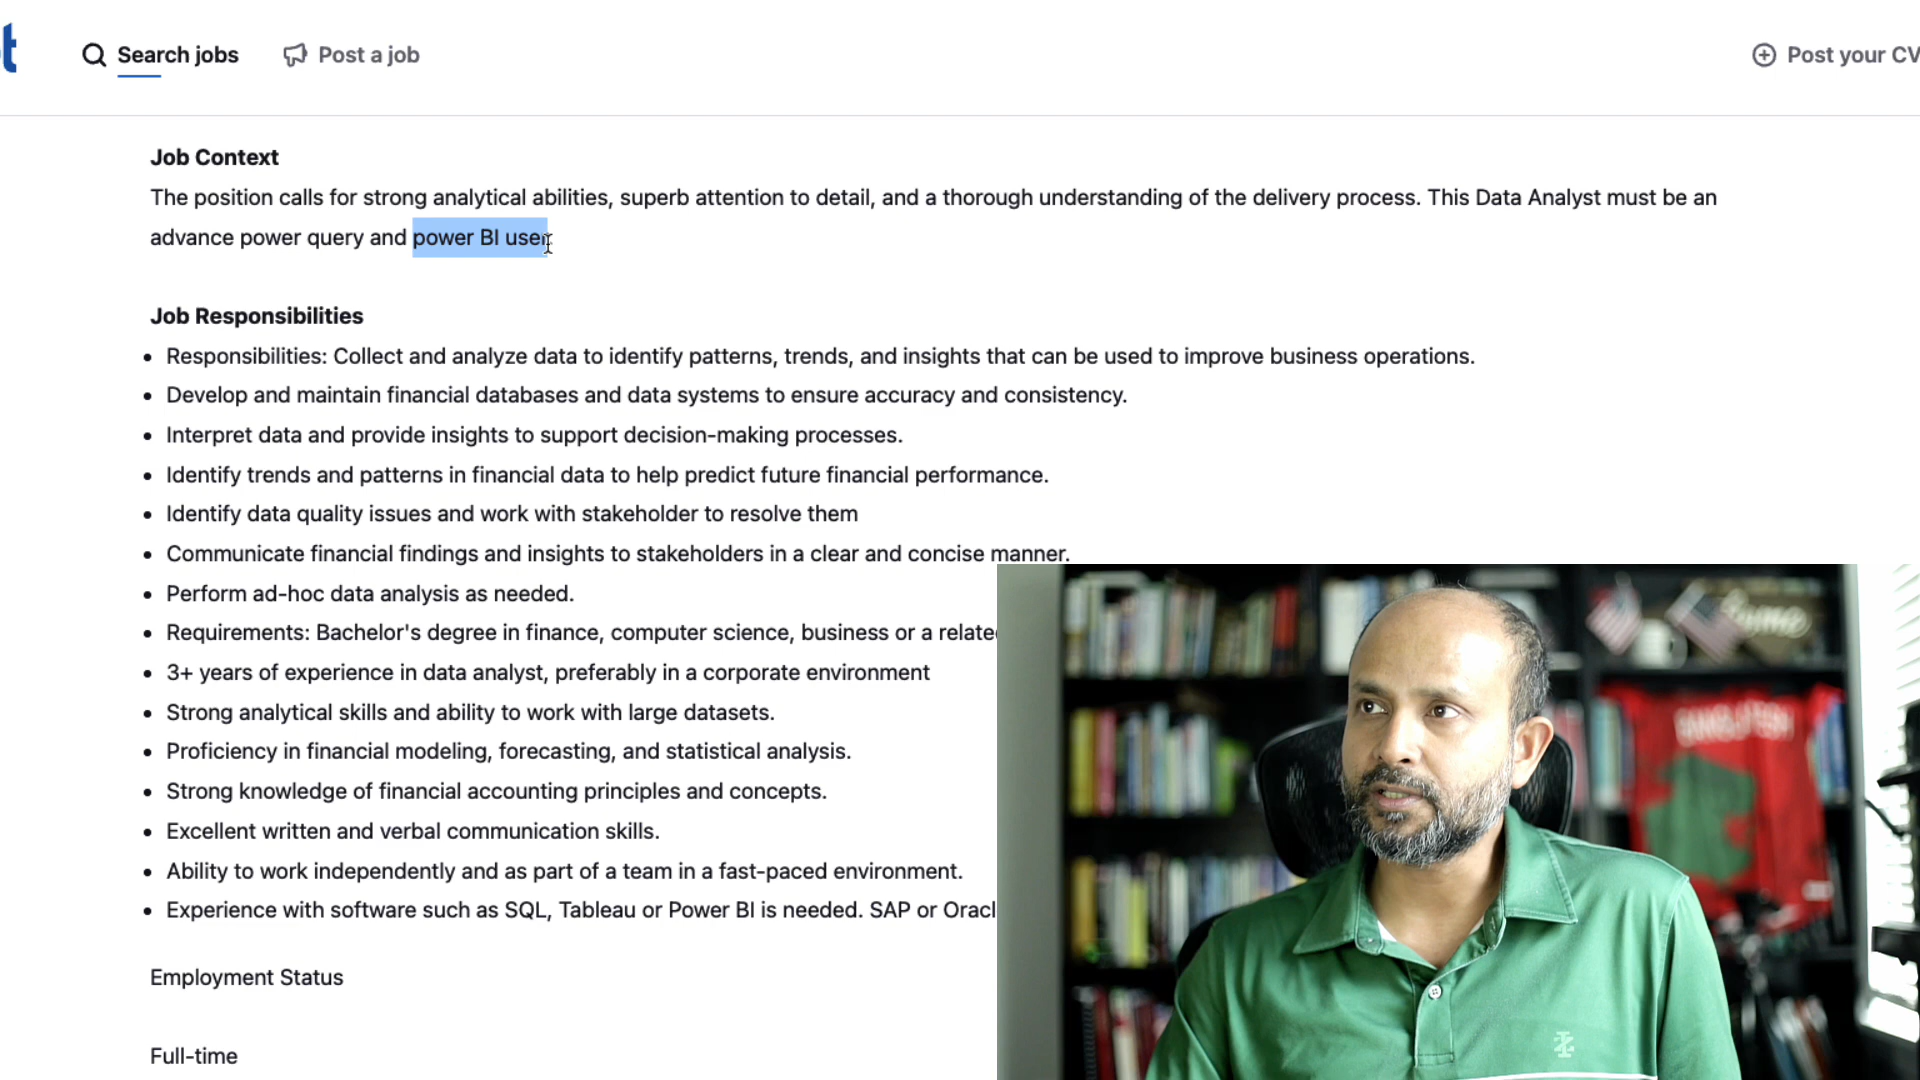 t
Search jobs
Post a job
Post your CV
Job Context
The position calls for strong analytical abilities, superb attention to detail, and a thorough understanding of the delivery process. This Data Analyst must be an
advance power query and power BI user.
Job Responsibilities
• Responsibilities: Collect and analyze data to identify patterns, trends, and insights that can be used to improve business operations.
• Develop and maintain financial databases and data systems to ensure accuracy and consistency.
• Interpret data and provide insights to support decision-making processes.
• Identify trends and patterns in financial data to help predict future financial performance.
• Identify data quality issues and work with stakeholder to resolve them
• Communicate financial findings and insights to stakeholders in a clear and concise manner.
• Perform ad-hoc data analysis as needed.
• Requirements: Bachelor's degree in finance, computer science, business or a relate
• 3+ years of experience in data analyst, preferably in a corporate environment
• Strong analytical skills and ability to work with large datasets.
• Proficiency in financial modeling, forecasting, and statistical analysis.
• Strong knowledge of financial accounting principles and concepts.
• Excellent written and verbal communication skills.
• Ability to work independently and as part of a team in a fast-paced environment.
• Experience with software such as SQL, Tableau or Power BI is needed. SAP or Oracl
Employment Status
Full-time
BANGLADESH